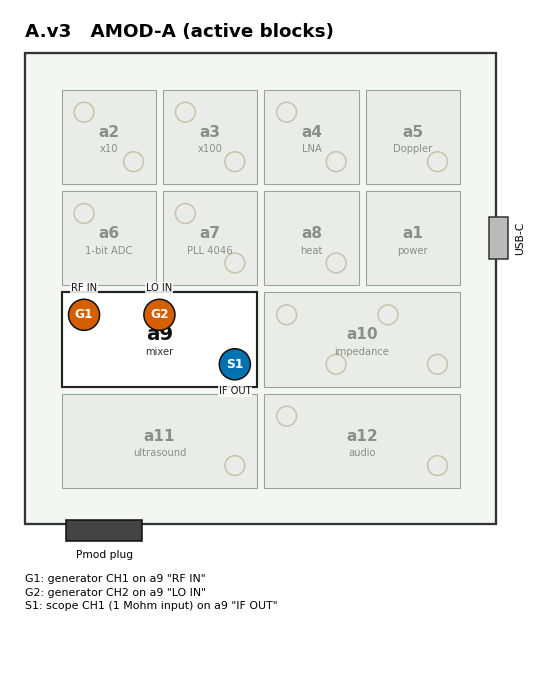 A.v3 AMOD-A (active blocks)
a2
x10
a3
x100
a4
LNA
a5
Doppler
a6
1-bit ADC
a7
PLL 4046
a8
heat
a1
power
USB-C
RF IN
LO IN
G1
G2
a9
mixer
S1
IF OUT
a10
impedance
a11
ultrasound
a12
audio
Pmod plug
G1: generator CH1 on a9 "RF IN"
G2: generator CH2 on a9 "LO IN"
S1: scope CH1 (1 Mohm input) on a9 "IF OUT"